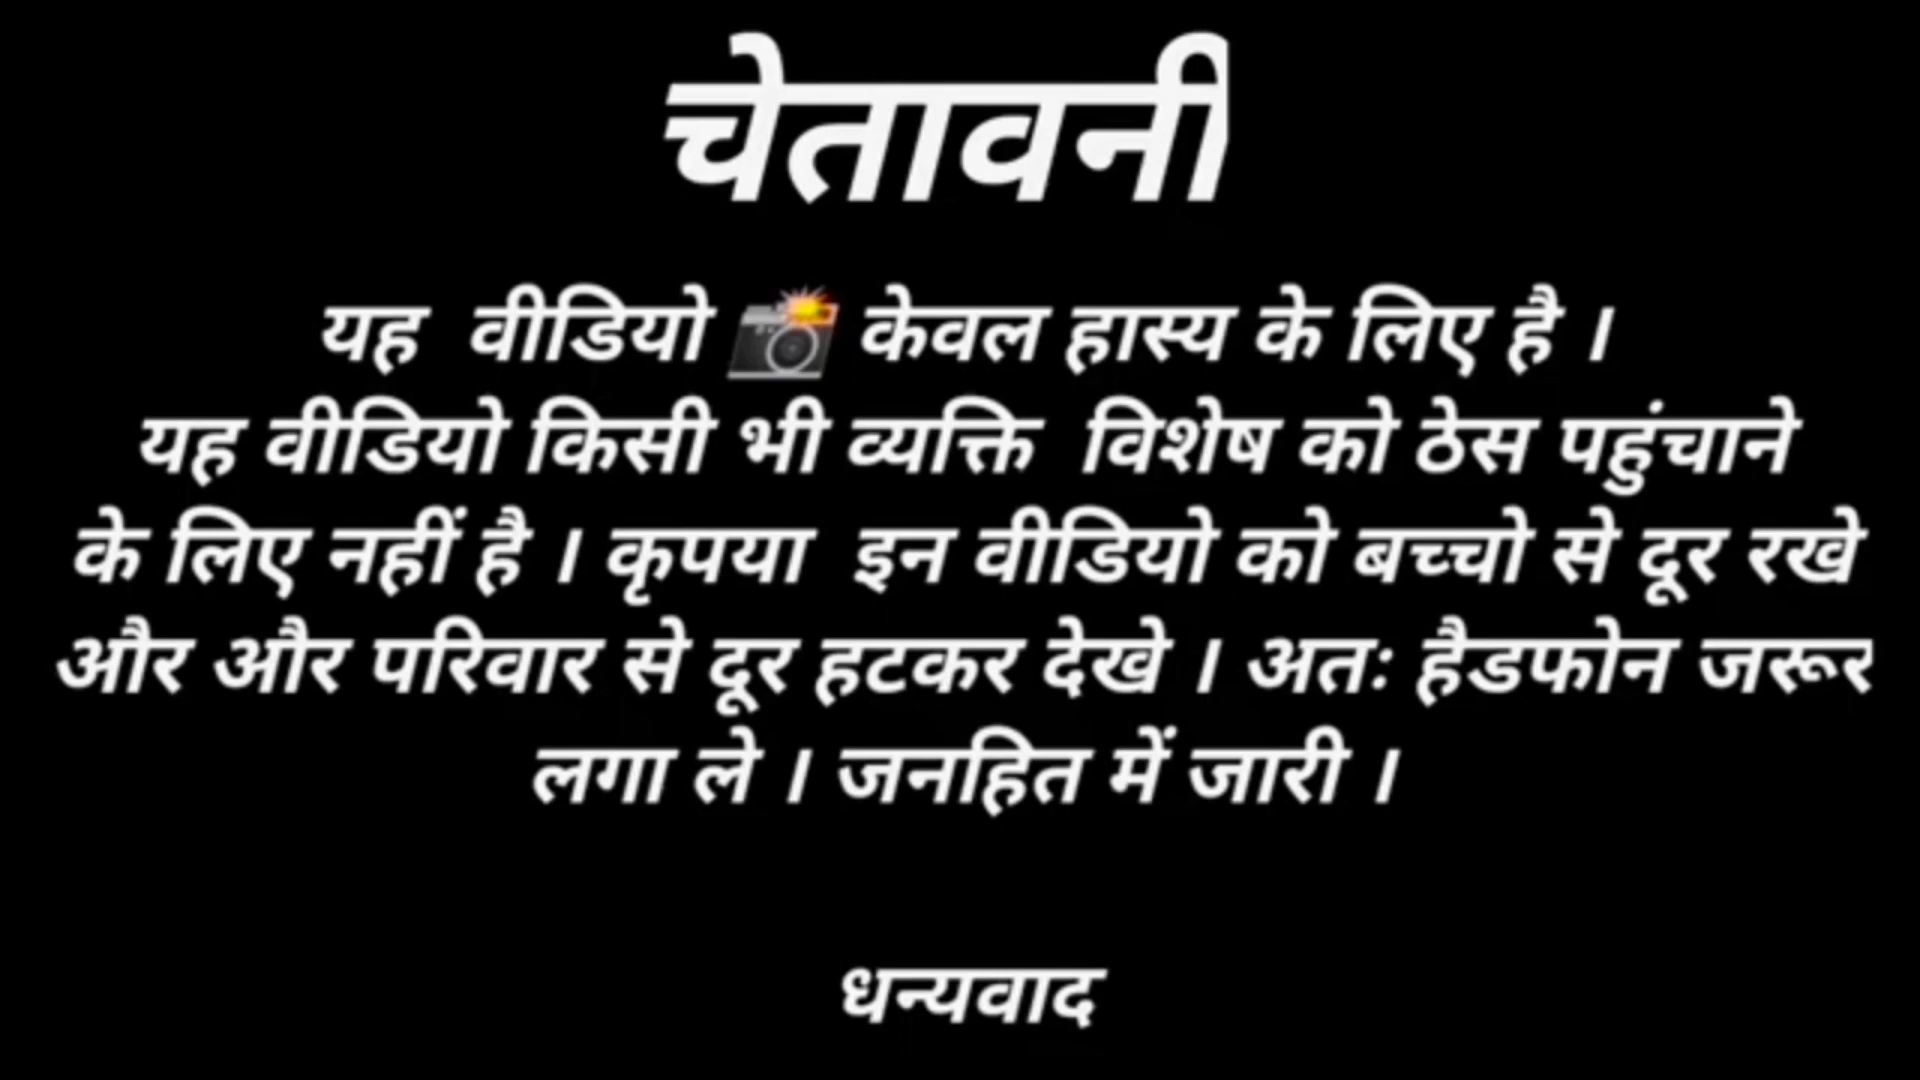 चेतावनी
यह वीडियो 📸 केवल हास्य के लिए है ।
यह वीडियो किसी भी व्यक्ति विशेष को ठेस पहुंचाने
के लिए नहीं है । कृपया इन वीडियो को बच्चो से दूर रखे
और और परिवार से दूर हटकर देखे । अतः हैडफोन जरूर
लगा ले । जनहित में जारी ।
धन्यवाद